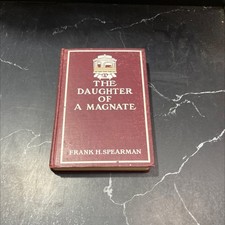 THE
DAUGHTER
OF
A MAGNATE
FRANK H. SPEARMAN